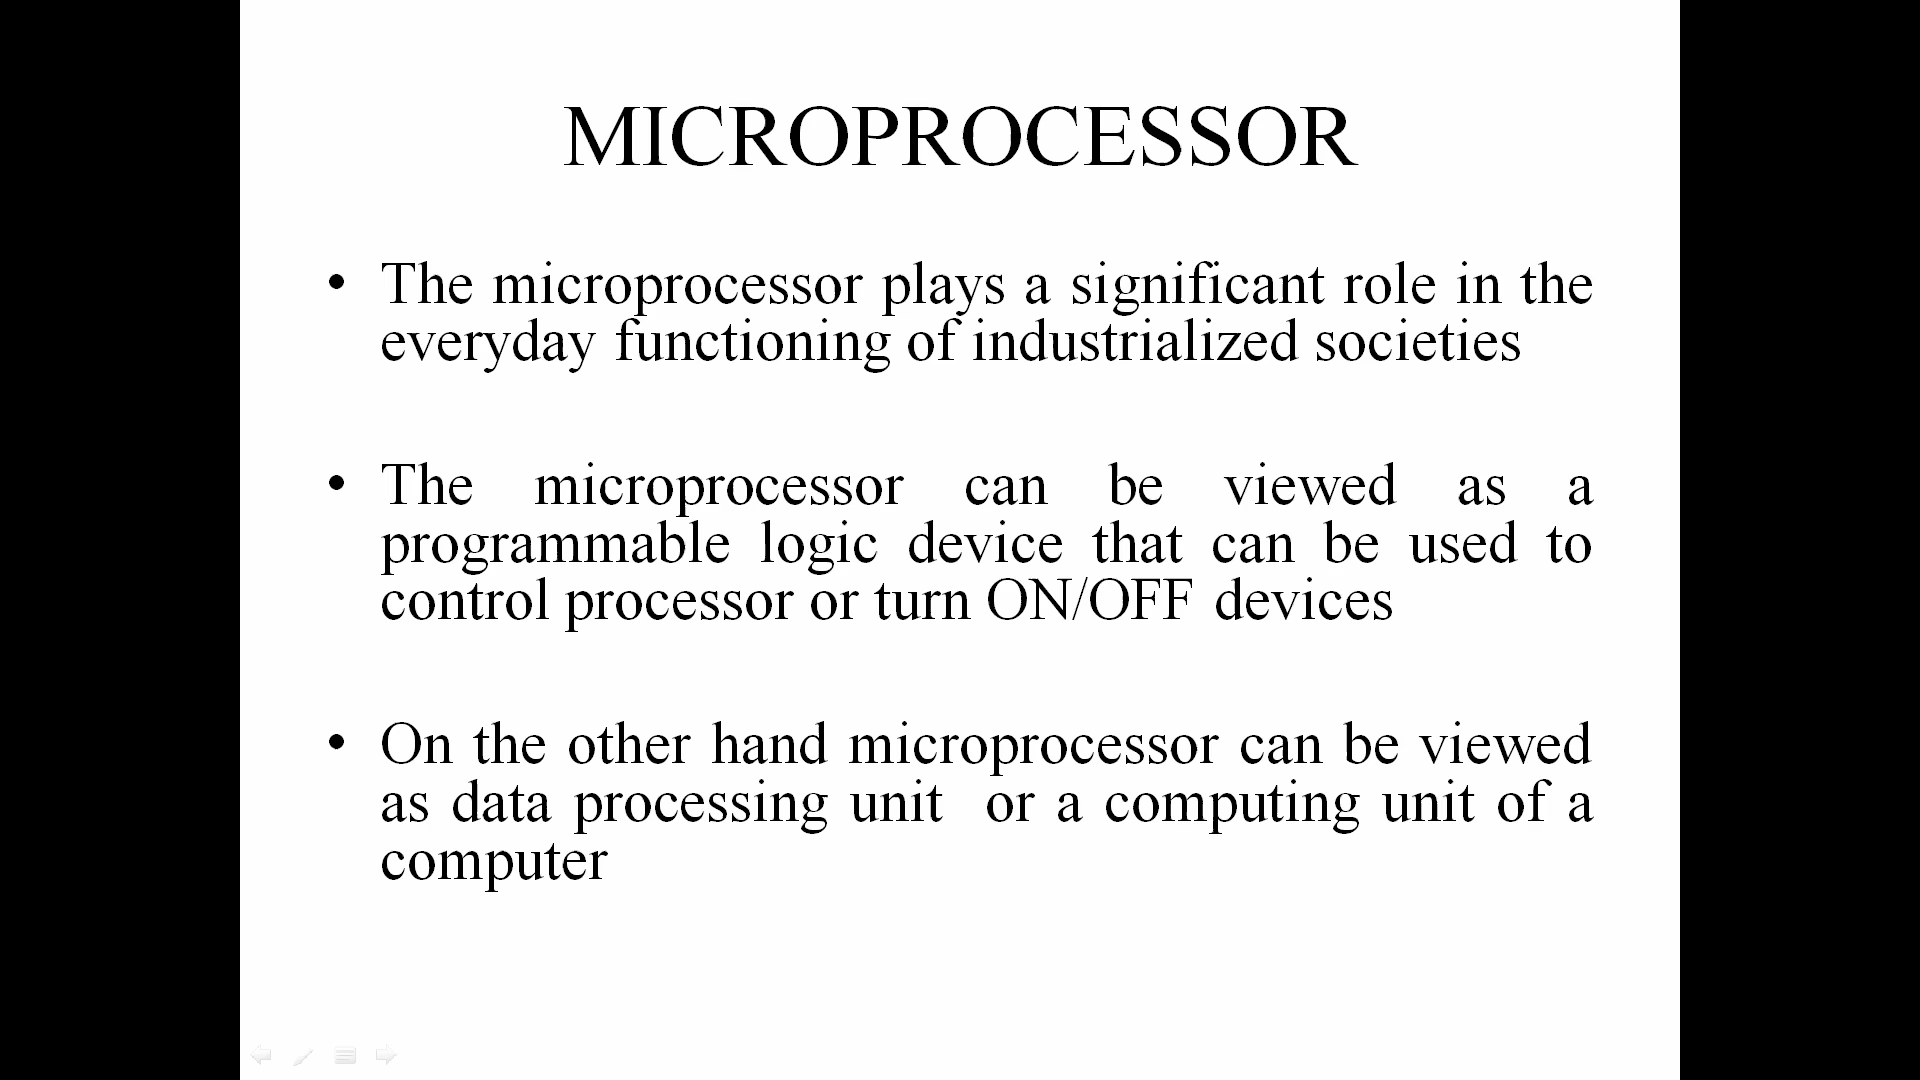 MICROPROCESSOR
• The microprocessor plays a significant role in the
everyday functioning of industrialized societies
• The microprocessor can be viewed as a
programmable logic device that can be used to
control processor or turn ON/OFF devices
• On the other hand microprocessor can be viewed
as data processing unit  or a computing unit of a
computer